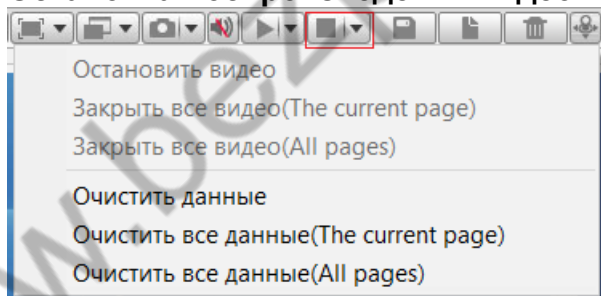 Остановить видео
Закрыть все видео(The current page)
Закрыть все видео(All pages)
Очистить данные
Очистить все данные(The current page)
Очистить все данные(All pages)